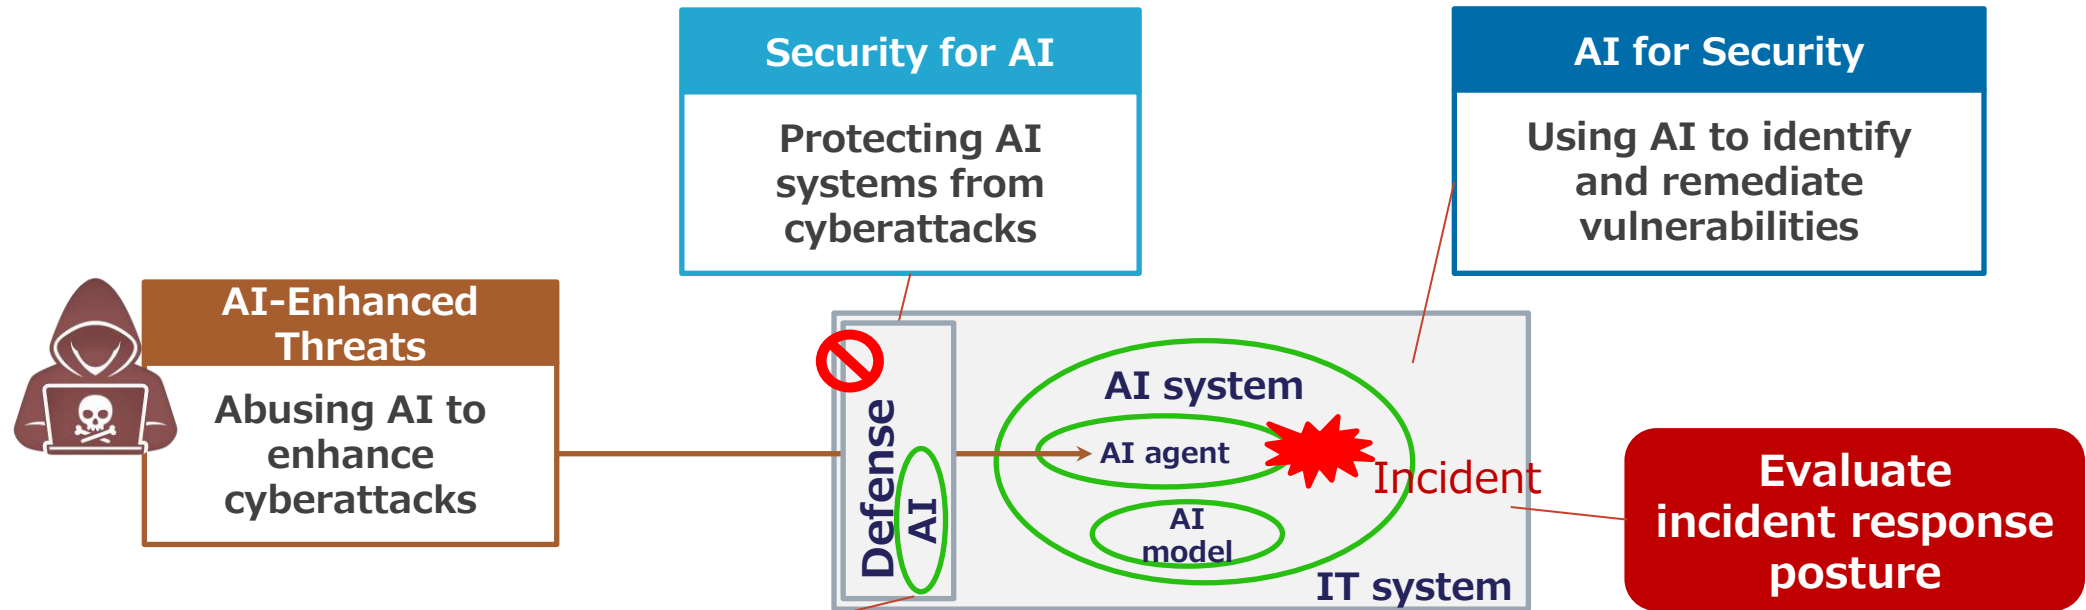 Security for AI
Protecting AI
systems from
cyberattacks
AI for Security
Using AI to identify
and remediate
vulnerabilities
AI-Enhanced
Threats
Abusing AI to
enhance
cyberattacks
Defense
AI
AI system
AI agent
Incident
AI
model
IT system
Evaluate
incident response
posture